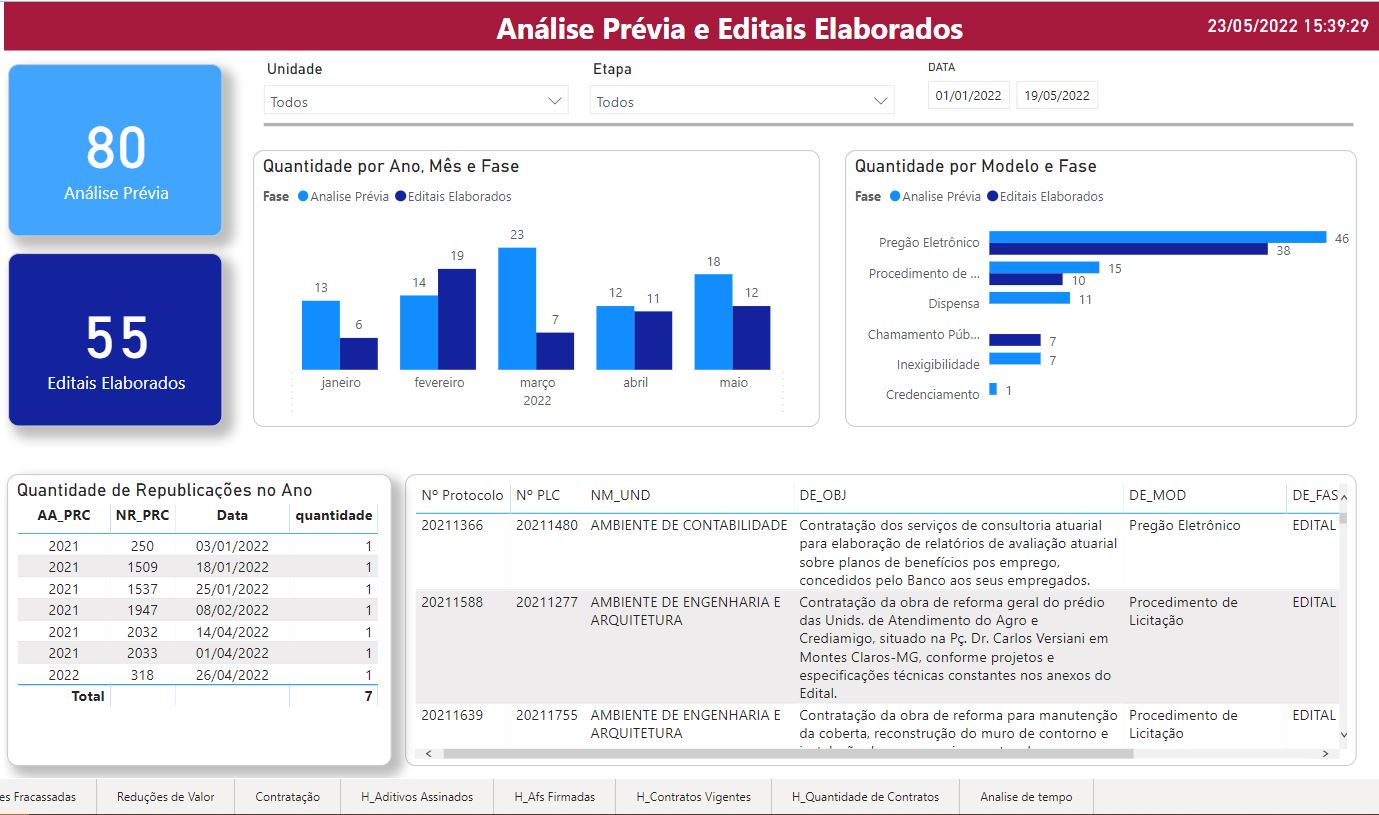 Análise Prévia e Editais Elaborados
23/05/2022 15:39:29
80
Análise Prévia
55
Editais Elaborados
Unidade
Todos
Etapa
Todos
DATA
01/01/2022 19/05/2022
Quantidade por Ano, Mês e Fase
Fase Analise Prévia Editais Elaborados
13 6 14 19 23 7 12 11 18 12
janeiro fevereiro março abril maio
2022
Quantidade por Modelo e Fase
Fase Analise Prévia Editais Elaborados
Pregão Eletrônico 46 38
Procedimento de ... 15 10
Dispensa 11
Chamamento Púb... 7
Inexigibilidade 7
Credenciamento 1
Quantidade de Republicações no Ano
AA_PRC NR_PRC Data quantidade
2021 250 03/01/2022 1
2021 1509 18/01/2022 1
2021 1537 25/01/2022 1
2021 1947 08/02/2022 1
2021 2032 14/04/2022 1
2021 2033 01/04/2022 1
2022 318 26/04/2022 1
Total 7
Nº Protocolo Nº PLC NM_UND DE_OBJ DE_MOD DE_FAS
20211366 20211480 AMBIENTE DE CONTABILIDADE Contratação dos serviços de consultoria atuarial Pregão Eletrônico EDITAL
para elaboração de relatórios de avaliação atuarial
sobre planos de benefícios pos emprego,
concedidos pelo Banco aos seus empregados.
20211588 20211277 AMBIENTE DE ENGENHARIA E Contratação da obra de reforma geral do prédio Procedimento de EDITAL
ARQUITETURA das Unids. de Atendimento do Agro e Licitação
Crediamigo, situado na Pç. Dr. Carlos Versiani em
Montes Claros-MG, conforme projetos e
especificações técnicas constantes nos anexos do
Edital.
20211639 20211755 AMBIENTE DE ENGENHARIA E Contratação da obra de reforma para manutenção Procedimento de EDITAL
ARQUITETURA da coberta, reconstrução do muro de contorno e Licitação
es Fracassadas Reduções de Valor Contratação H_Aditivos Assinados H_Afs Firmadas H_Contratos Vigentes H_Quantidade de Contratos Analise de tempo